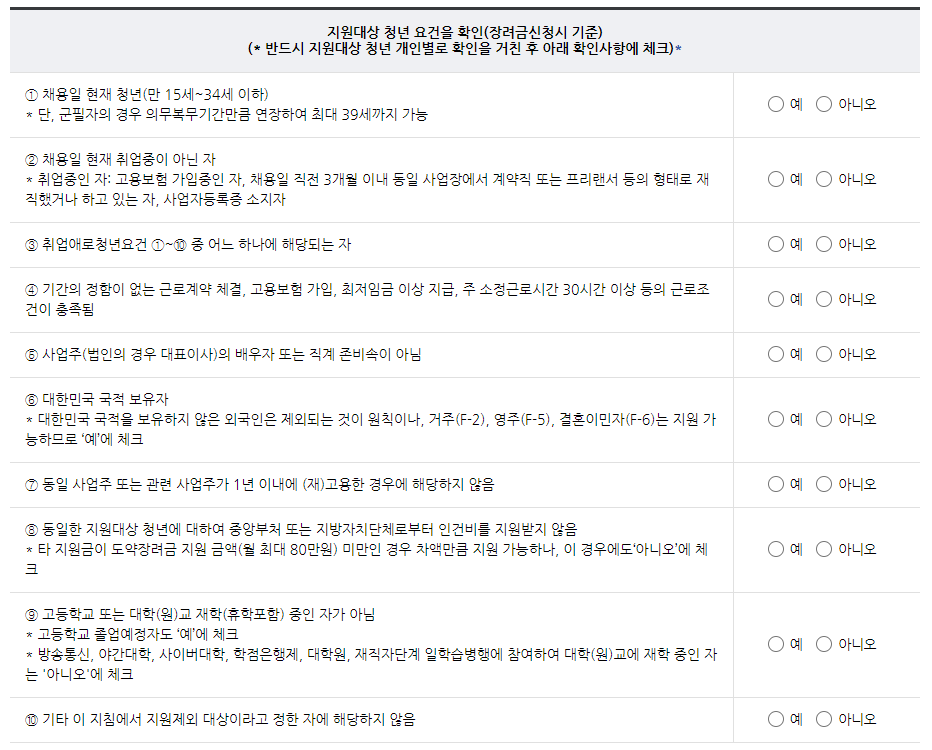 지원대상 청년 요건을 확인(장려금신청시 기준)
(* 반드시 지원대상 청년 개인별로 확인을 거친 후 아래 확인사항에 체크)*
① 채용일 현재 청년(만 15세~34세 이하)
* 단, 군필자의 경우 의무복무기간만큼 연장하여 최대 39세까지 가능
예 아니오
② 채용일 현재 취업중이 아닌 자
* 취업중인 자: 고용보험 가입중인 자, 채용일 직전 3개월 이내 동일 사업장에서 계약직 또는 프리랜서 등의 형태로 재
직했거나 하고 있는 자, 사업자등록증 소지자
예 아니오
③ 취업애로청년요건 ①~⑩ 중 어느 하나에 해당되는 자
예 아니오
④ 기간의 정함이 없는 근로계약 체결, 고용보험 가입, 최저임금 이상 지급, 주 소정근로시간 30시간 이상 등의 근로조
건이 충족됨
예 아니오
⑤ 사업주(법인의 경우 대표이사)의 배우자 또는 직계 존비속이 아님
예 아니오
⑥ 대한민국 국적 보유자
* 대한민국 국적을 보유하지 않은 외국인은 제외되는 것이 원칙이나, 거주(F-2), 영주(F-5), 결혼이민자(F-6)는 지원 가
능하므로 ‘예’에 체크
예 아니오
⑦ 동일 사업주 또는 관련 사업주가 1년 이내에 (재)고용한 경우에 해당하지 않음
예 아니오
⑧ 동일한 지원대상 청년에 대하여 중앙부처 또는 지방자치단체로부터 인건비를 지원받지 않음
* 타 지원금이 도약장려금 지원 금액(월 최대 80만원) 미만인 경우 차액만큼 지원 가능하나, 이 경우에도‘아니오’에 체
크
예 아니오
⑨ 고등학교 또는 대학(원)교 재학(휴학포함) 중인 자가 아님
* 고등학교 졸업예정자도 ‘예’에 체크
* 방송통신, 야간대학, 사이버대학, 학점은행제, 대학원, 재직자단계 일학습병행에 참여하여 대학(원)교에 재학 중인 자
는 '아니오'에 체크
예 아니오
⑩ 기타 이 지침에서 지원제외 대상이라고 정한 자에 해당하지 않음
예 아니오